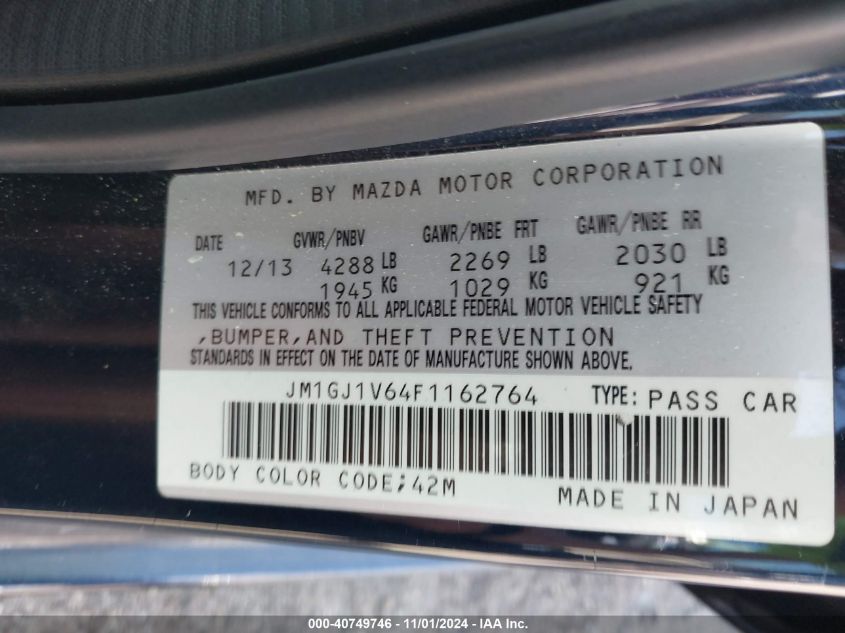 MFD. BY MAZDA MOTOR CORPORATION
DATE GVWR/PNBV GAWR/PNBE FRT GAWR/PNBE RR
12/13 4288 LB 2269 LB 2030 LB
1945 KG 1029 KG 921 KG
THIS VEHICLE CONFORMS TO ALL APPLICABLE FEDERAL MOTOR VEHICLE SAFETY
,BUMPER,AND THEFT PREVENTION
STANDARDS IN EFFECT ON THE DATE OF MANUFACTURE SHOWN ABOVE.
JM1GJ1V64F1162764 TYPE: PASS CAR
BODY COLOR CODE;42M
MADE IN JAPAN
000-40749746 - 11/01/2024 - IAA Inc.